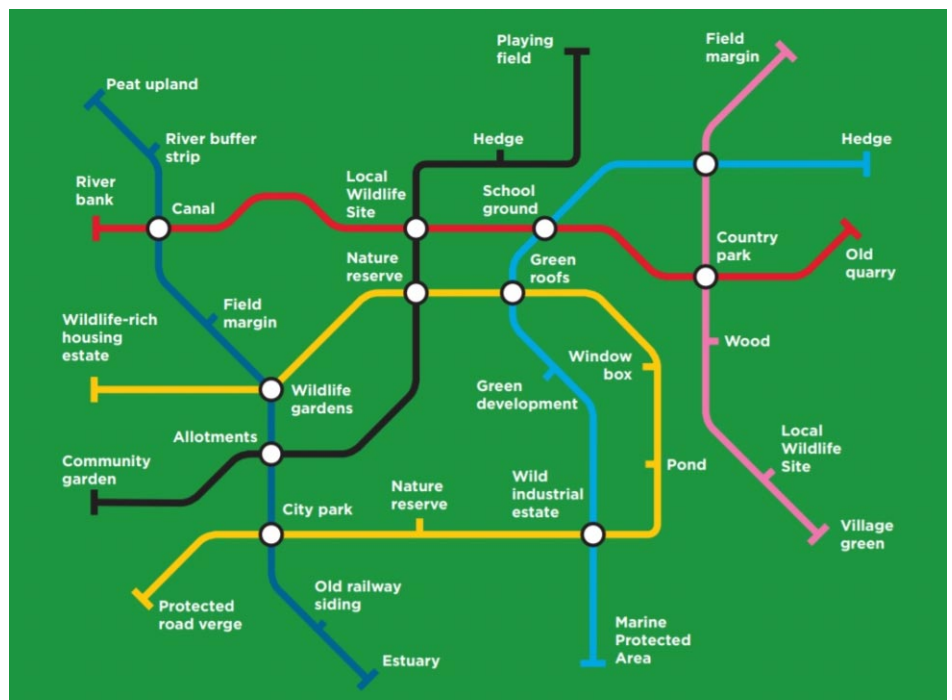 Playing
field
Field
margin
Peat upland
River buffer
strip
Hedge
Hedge
River
bank
Canal
Local
Wildlife
Site
School
ground
Country
park
Old
quarry
Nature
reserve
Green
roofs
Field
margin
Wildlife-rich
housing
estate
Window
box
Wood
Wildlife
gardens
Green
development
Allotments
Local
Wildlife
Site
Community
garden
Nature
reserve
Wild
industrial
estate
Pond
City park
Village
green
Old railway
siding
Protected
road verge
Marine
Protected
Area
Estuary